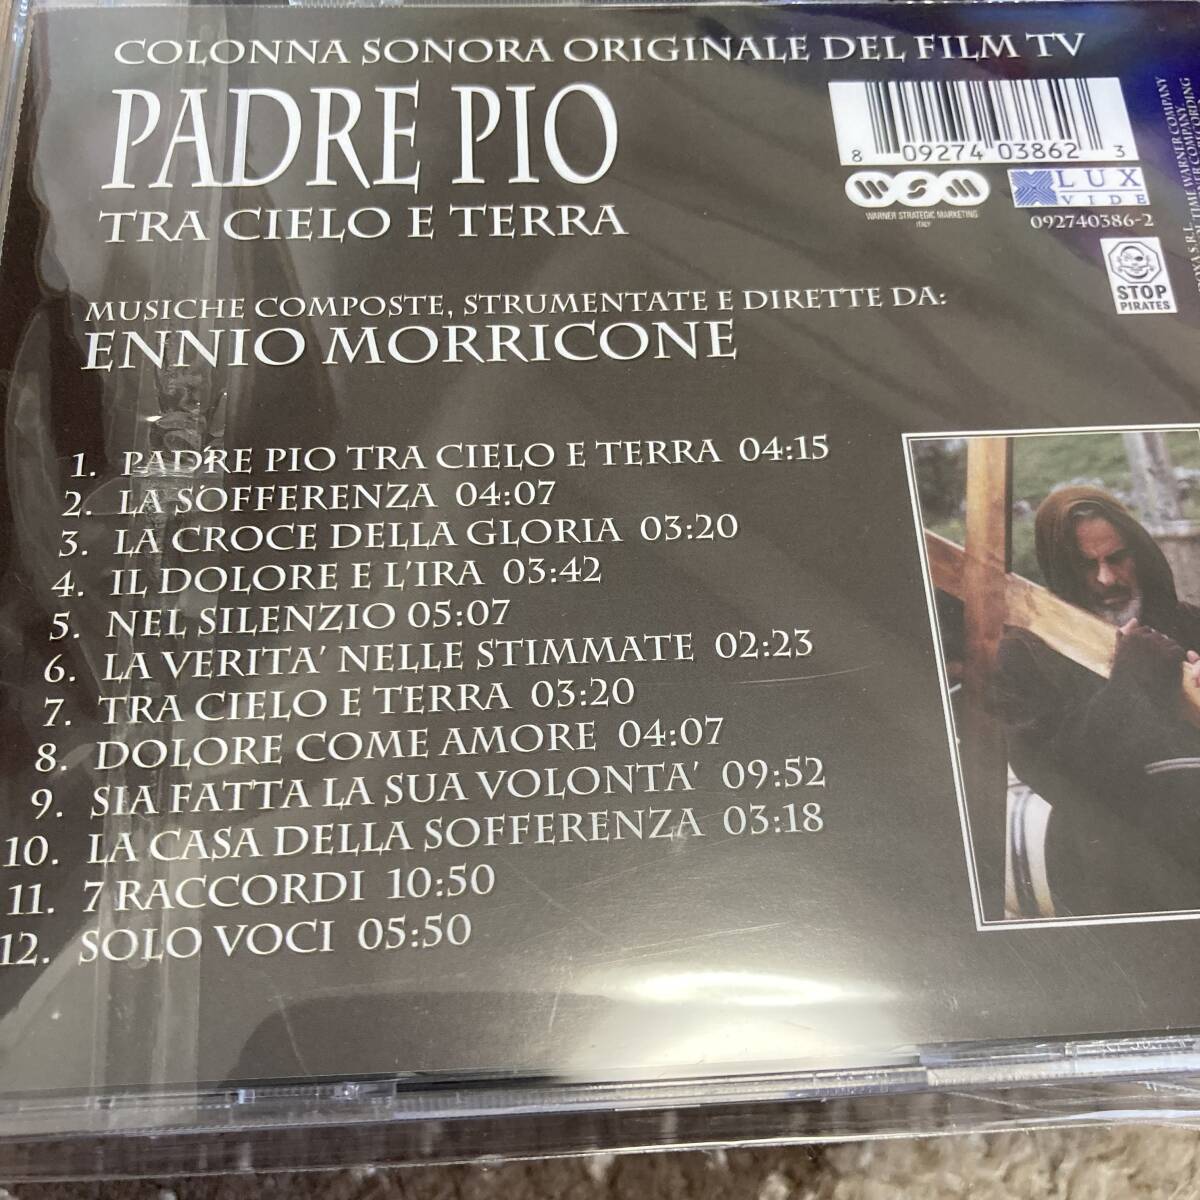 COLONNA SONORA ORIGINALE DEL FILM TV
PADRE PIO
TRA CIELO E TERRA
8 09274 03862 3
WSM
WARNER STRATEGIC MARKETING
ITALY
LUX
VIDE
092740386-2
STOP
PIRATES
MUSICHE COMPOSTE, STRUMENTATE E DIRETTE DA:
ENNIO MORRICONE
1. PADRE PIO TRA CIELO E TERRA 04:15
2. LA SOFFERENZA 04:07
3. LA CROCE DELLA GLORIA 03:20
4. IL DOLORE E L'IRA 03:42
5. NEL SILENZIO 05:07
6. LA VERITA' NELLE STIMMATE 02:23
7. TRA CIELO E TERRA 03:20
8. DOLORE COME AMORE 04:07
9. SIA FATTA LA SUA VOLONTA' 09:52
10. LA CASA DELLA SOFFERENZA 03:18
11. 7 RACCORDI 10:50
12. SOLO VOCI 05:50